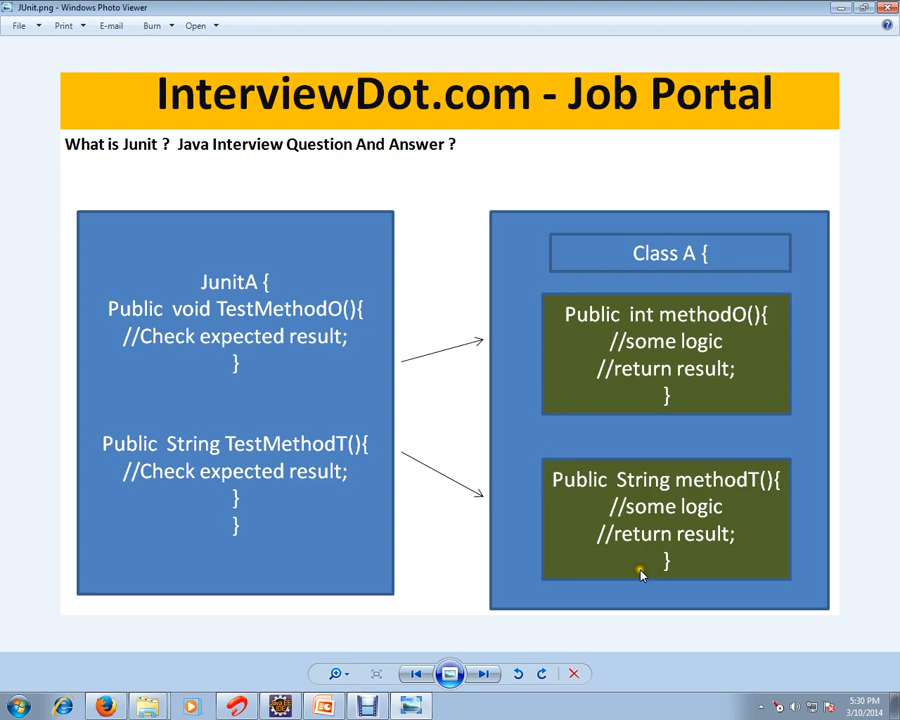 JUnit.png - Windows Photo Viewer
File Print E-mail Burn Open
InterviewDot.com - Job Portal
What is Junit ? Java Interview Question And Answer ?
JunitA {
Public void TestMethodO(){
//Check expected result;
}
Public String TestMethodT(){
//Check expected result;
}
}
Class A {
Public int methodO(){
//some logic
//return result;
}
Public String methodT(){
//some logic
//return result;
}
5:30 PM
3/10/2014